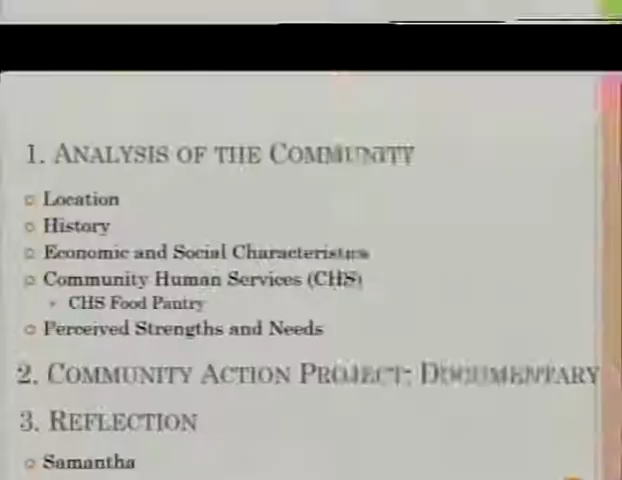 1. ANALYSIS OF THE COMMUNITY
Location
History
Economic and Social Characteristics
Community Human Services (CHS)
CHS Food Pantry
Perceived Strengths and Needs
2. COMMUNITY ACTION PROJECT: DOCUMENTARY
3. REFLECTION
Samantha